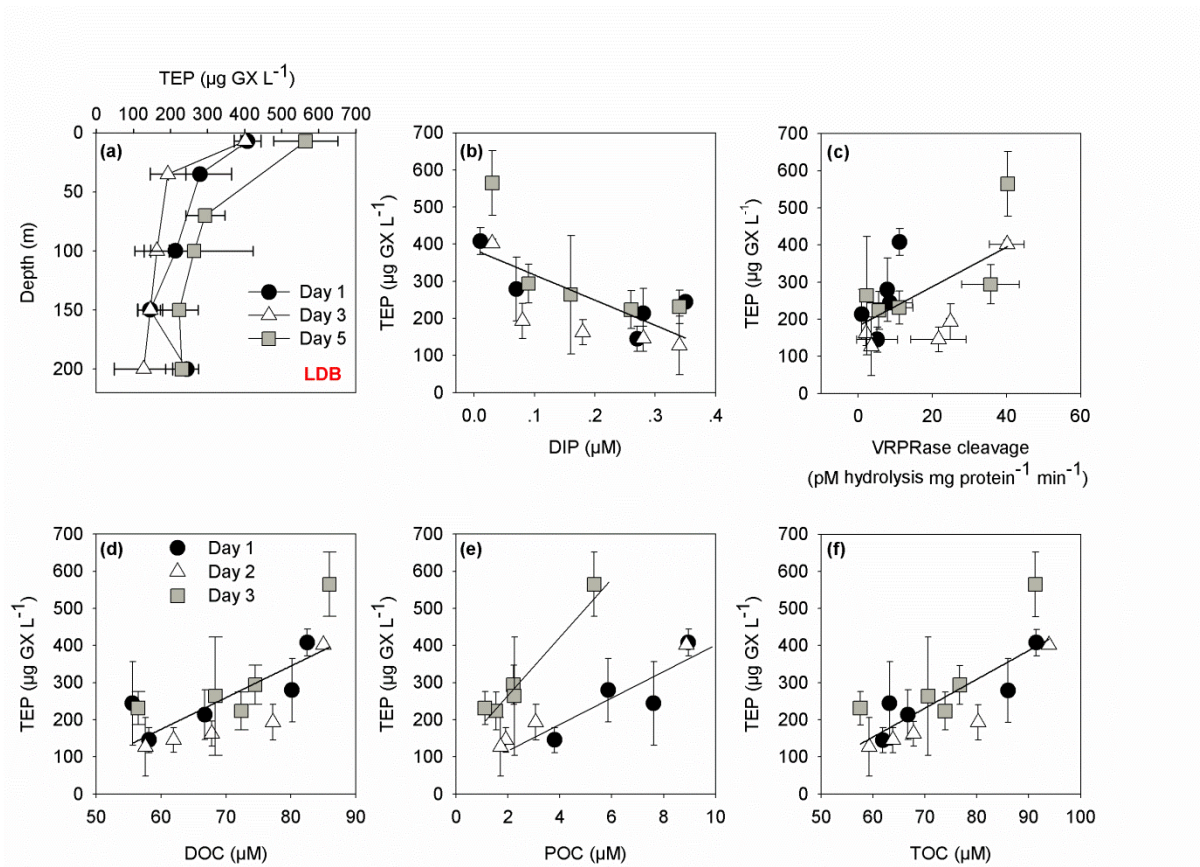 TEP (µg GX L-1)
0 100 200 300 400 500 600 700
(a)
0
50
100
150
200
Depth (m)
Day 1
Day 3
Day 5
LDB
(b)
TEP (µg GX L-1)
700
600
500
400
300
200
100
0
0.0 .1 .2 .3 .4
DIP (µM)
(c)
TEP (µg GX L-1)
700
600
500
400
300
200
100
0
0 20 40 60
VRPRase cleavage
(pM hydrolysis mg protein-1 min-1)
(d)
Day 1
Day 2
Day 3
TEP (µg GX L-1)
700
600
500
400
300
200
100
0
50 60 70 80 90
DOC (µM)
(e)
TEP (µg GX L-1)
700
600
500
400
300
200
100
0
0 2 4 6 8 10
POC (µM)
(f)
TEP (µg GX L-1)
700
600
500
400
300
200
100
0
50 60 70 80 90 100
TOC (µM)